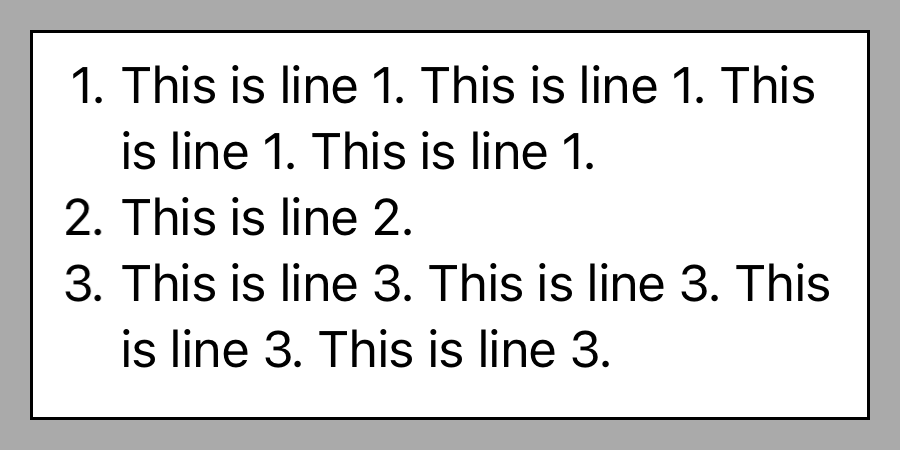 1. This is line 1. This is line 1. This
is line 1. This is line 1.
2. This is line 2.
3. This is line 3. This is line 3. This
is line 3. This is line 3.